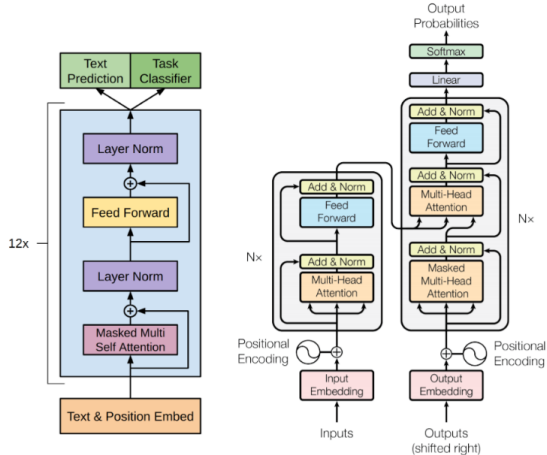 Text
Prediction
Task
Classifier
Layer Norm
Feed Forward
12x
Layer Norm
Masked Multi
Self Attention
Text & Position Embed
Output
Probabilities
Softmax
Linear
Add & Norm
Feed
Forward
Add & Norm
Multi-Head
Attention
Add & Norm
Masked
Multi-Head
Attention
N×
Positional
Encoding
Output
Embedding
Outputs
(shifted right)
Add & Norm
Feed
Forward
N×
Add & Norm
Multi-Head
Attention
Positional
Encoding
Input
Embedding
Inputs